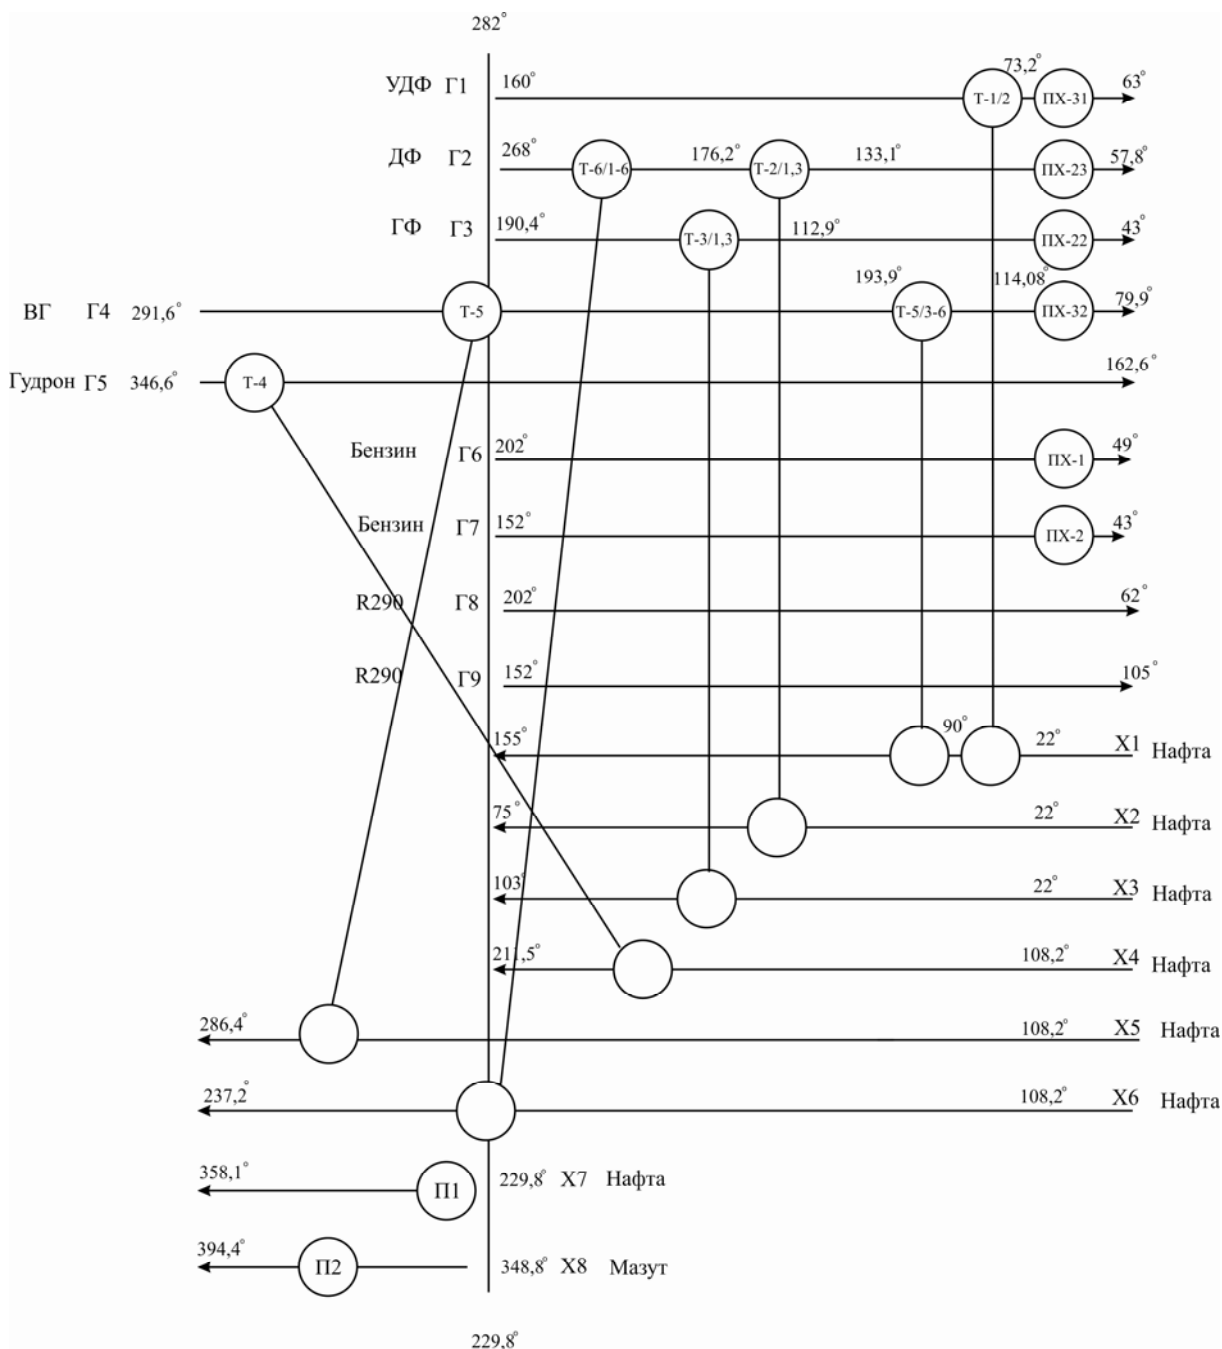 282°
УДФ Г1 160° Т-1/2 73,2° ПХ-31 63°
ДФ Г2 268° Т-6/1-6 176,2° Т-2/1,3 133,1° ПХ-23 57,8°
ГФ Г3 190,4° Т-3/1,3 112,9° ПХ-22 43°
ВГ Г4 291,6° Т-5 193,9° Т-5/3-6 114,08° ПХ-32 79,9°
Гудрон Г5 346,6° Т-4 162,6°
Бензин Г6 202° ПХ-1 49°
Бензин Г7 152° ПХ-2 43°
R290 Г8 202° 62°
R290 Г9 152° 105°
155° 90° 22° Х1 Нафта
75° 22° Х2 Нафта
103° 22° Х3 Нафта
211,5° 108,2° Х4 Нафта
286,4° 108,2° Х5 Нафта
237,2° 108,2° Х6 Нафта
358,1° П1 229,8° Х7 Нафта
394,4° П2 348,8° Х8 Мазут
229,8°